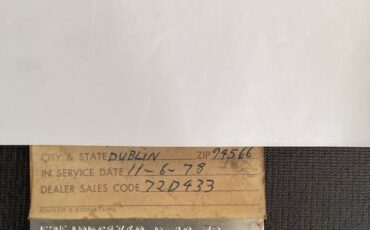 CITY & STATE DUBLIN ZIP 94566
IN SERVICE DATE 11-6-78
DEALER SALES CODE 72D433
OWNER'S SIGNATURE